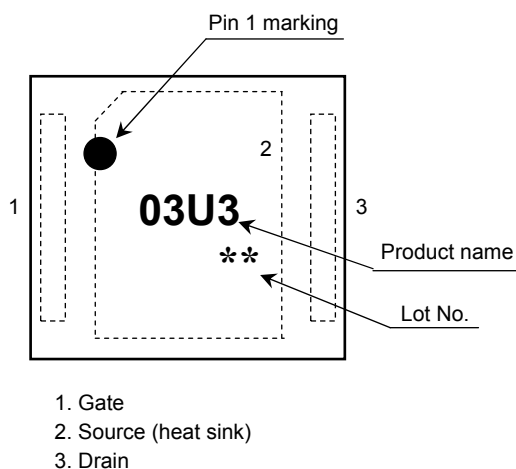 Pin 1 marking
2
1
03U3
3
**
Product name
Lot No.
1. Gate
2. Source (heat sink)
3. Drain